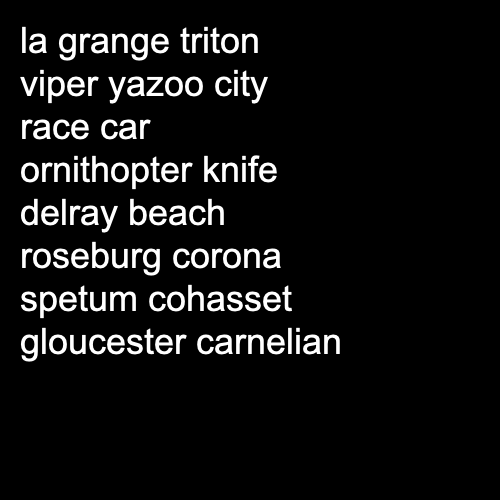 la grange triton
viper yazoo city
race car
ornithopter knife
delray beach
roseburg corona
spetum cohasset
gloucester carnelian